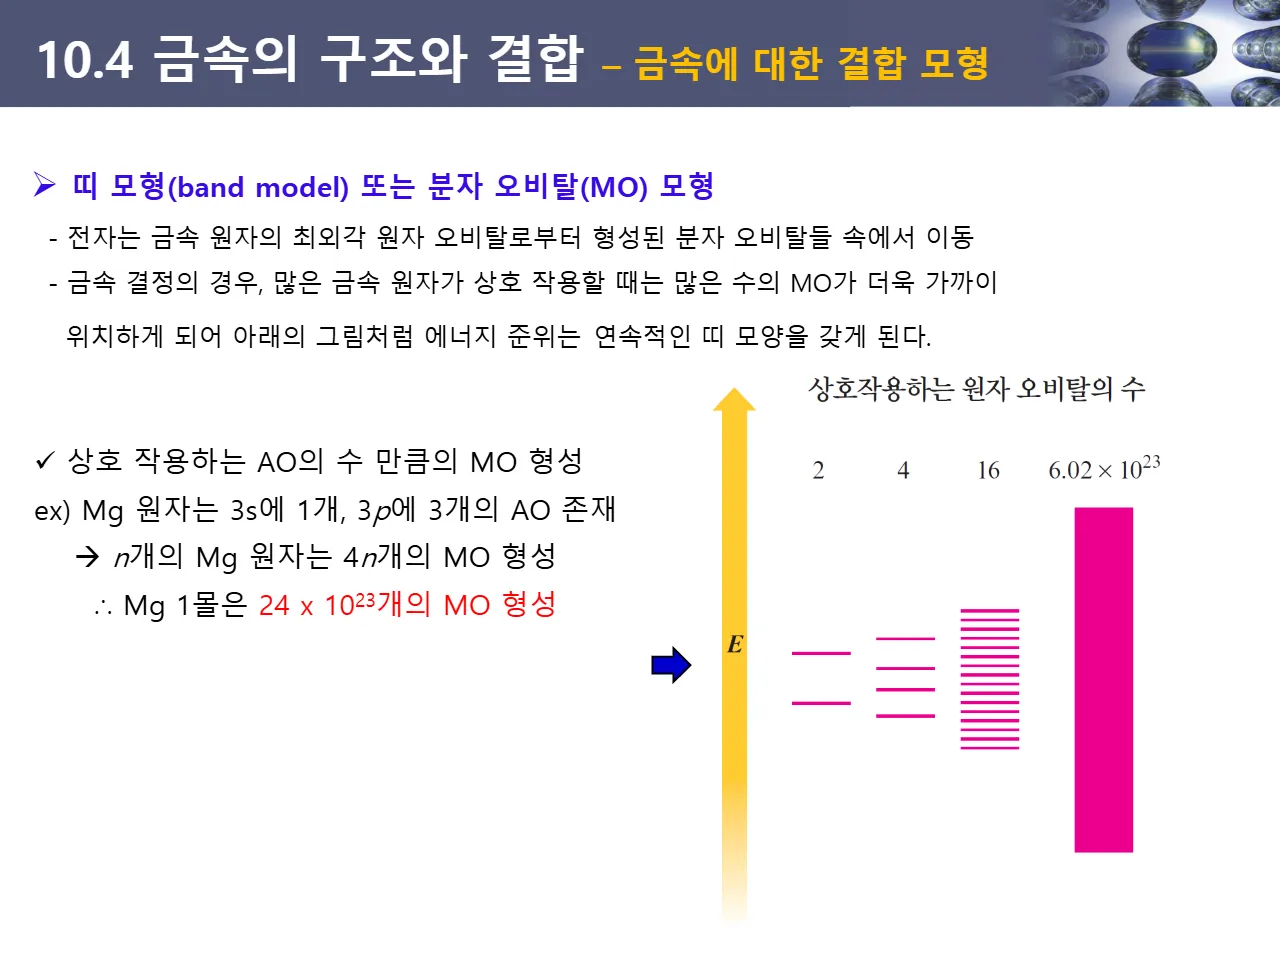 10.4 금속의 구조와 결합 – 금속에 대한 결합 모형
➢ 띠 모형(band model) 또는 분자 오비탈(MO) 모형
- 전자는 금속 원자의 최외각 원자 오비탈로부터 형성된 분자 오비탈들 속에서 이동
- 금속 결정의 경우, 많은 금속 원자가 상호 작용할 때는 많은 수의 MO가 더욱 가까이
위치하게 되어 아래의 그림처럼 에너지 준위는 연속적인 띠 모양을 갖게 된다.
✓ 상호 작용하는 AO의 수 만큼의 MO 형성
ex) Mg 원자는 3s에 1개, 3p에 3개의 AO 존재
→ n개의 Mg 원자는 4n개의 MO 형성
∴ Mg 1몰은 24 x 10²³개의 MO 형성
상호작용하는 원자 오비탈의 수
2 4 16 6.02 × 10²³
E